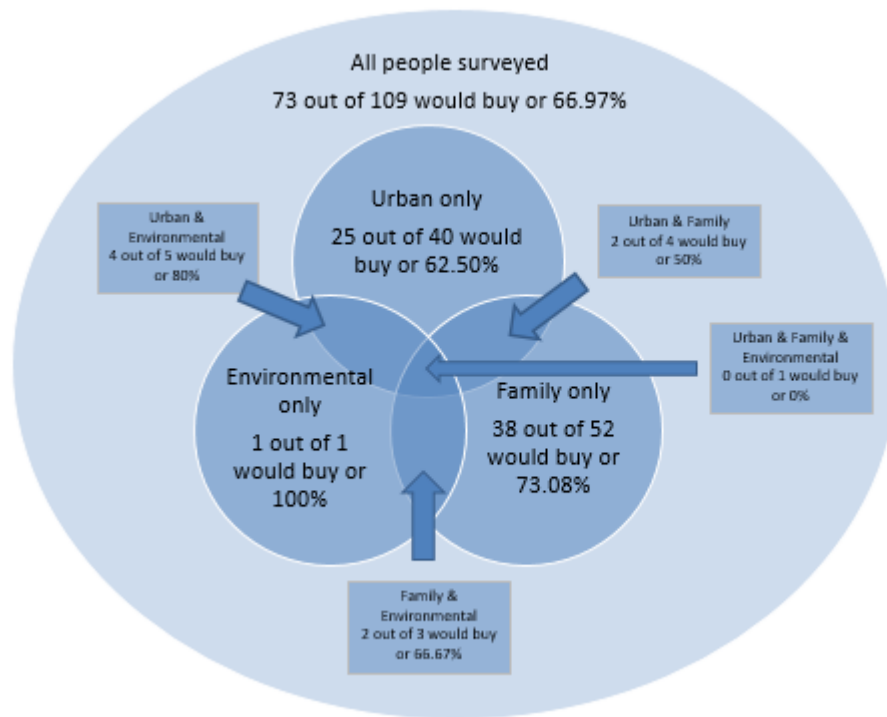 All people surveyed
73 out of 109 would buy or 66.97%
Urban only
25 out of 40 would
buy or 62.50%
Urban &
Environmental
4 out of 5 would buy
or 80%
Urban & Family
2 out of 4 would buy
or 50%
Urban & Family &
Environmental
0 out of 1 would buy
or 0%
Environmental
only
1 out of 1
would buy or
100%
Family only
38 out of 52
would buy or
73.08%
Family &
Environmental
2 out of 3 would buy
or 66.67%